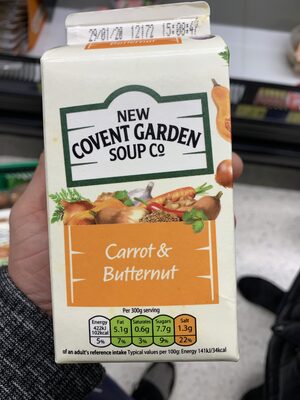 29/01/20 12172 15:08:47
Butternut
NEW
COVENT GARDEN
SOUP Co
Carrot &
Butternut
Per 300g serving
Energy Fat Saturates Sugars Salt
422kJ 5.1g 0.6g 7.7g 1.3g
102kcal
5% 7% 3% 9% 22%
of an adult's reference intake Typical values per 100g: Energy 141kJ/34kcal